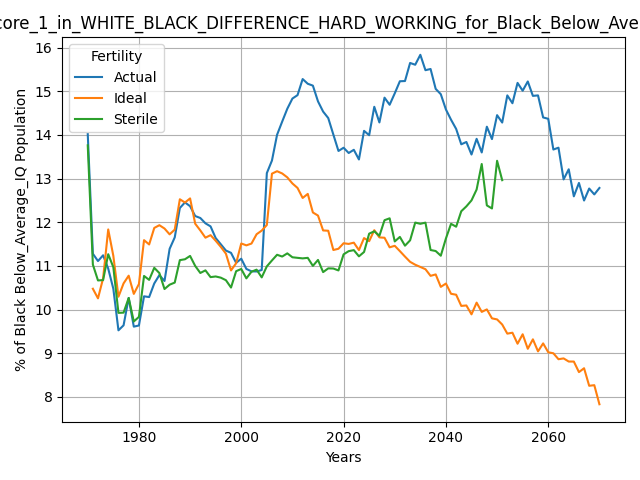 core_1_in_WHITE_BLACK_DIFFERENCE_HARD_WORKING_for_Black_Below_Ave
Fertility
Actual
Ideal
Sterile
% of Black Below_Average_IQ Population
16
15
14
13
12
11
10
9
8
1980
2000
2020
2040
2060
Years